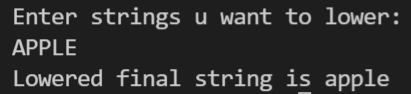 Enter strings u want to lower:
APPLE
Lowered final string is apple